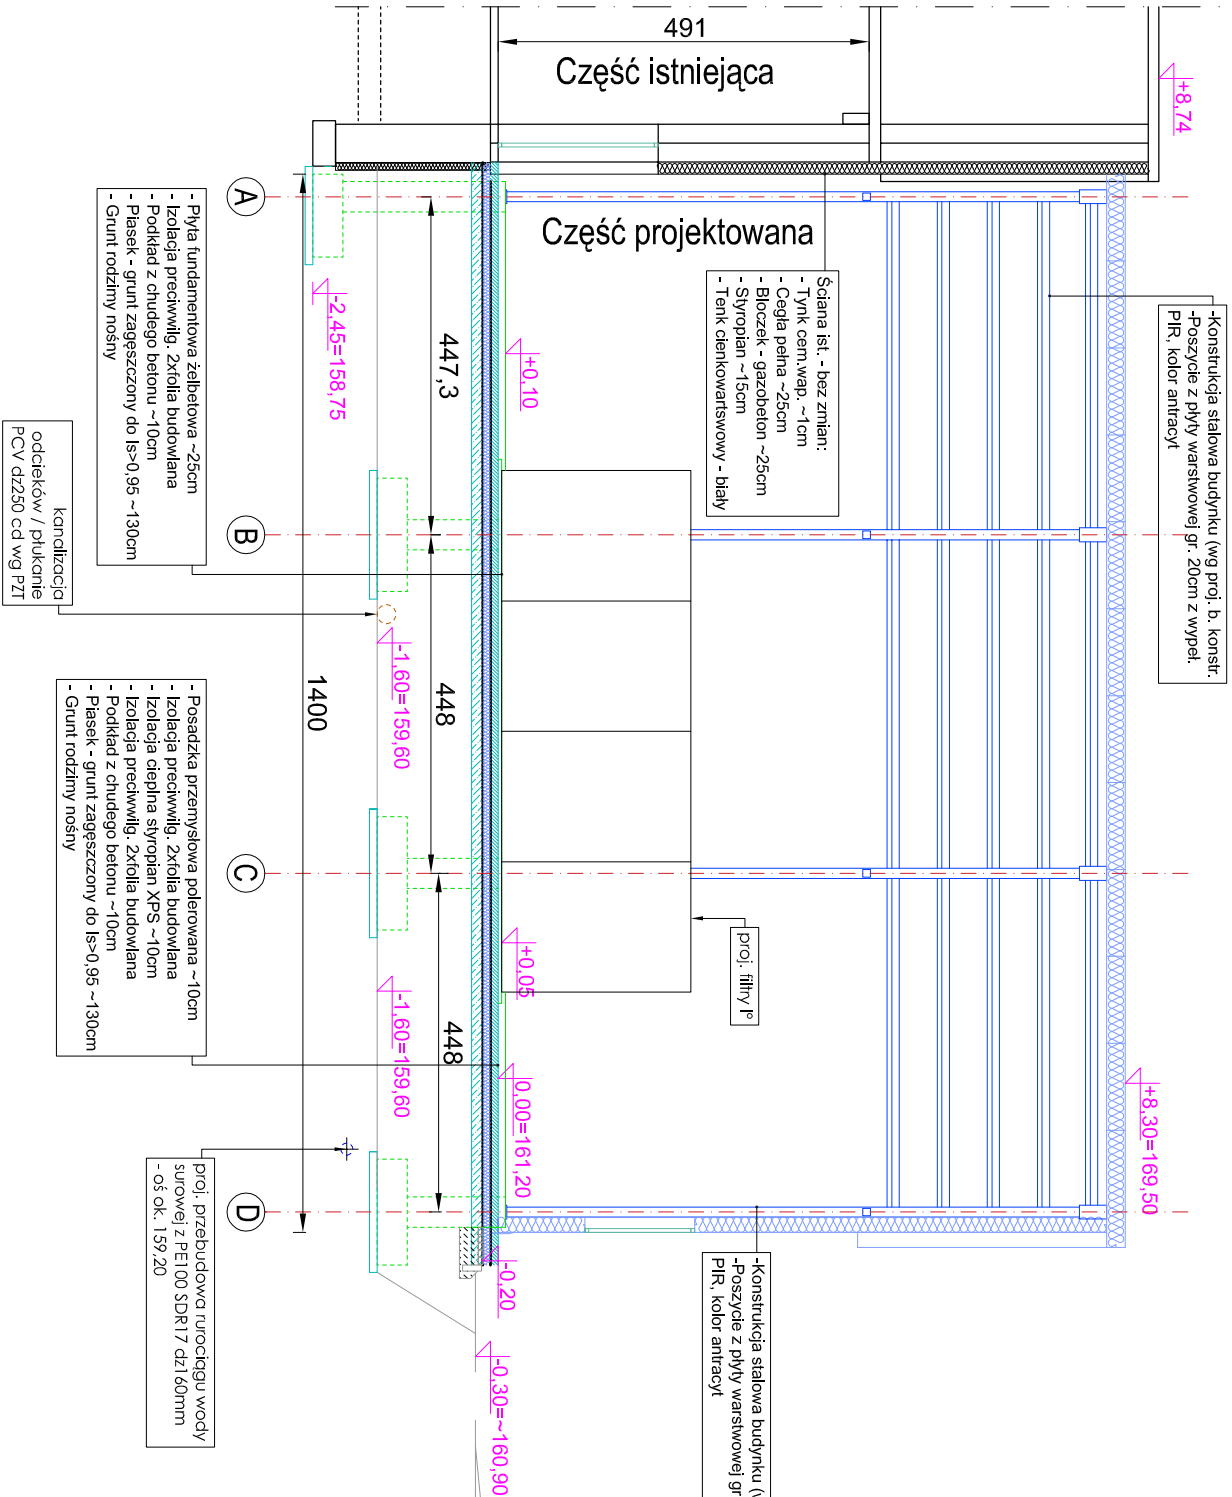 491
Część istniejąca
+8,74
Część projektowana
-Konstrukcja stalowa budynku (wg proj. b. konstr.
-Poszycie z płyty warstwowej gr. 20cm z wypeł.
PIR, kolor antracyt
Ściana ist. - bez zmian:
- Tynk cem.wap. ~1cm
- Cegła pełna ~25cm
- Bloczek - gazobeton ~25cm
- Styropian ~15cm
- Tenk cienkowartswowy - biały
+0,10
-2,45=158,75
447,3
448
448
1400
A
B
C
D
- Płyta fundamentowa żelbetowa ~25cm
- Izolacja preciwwilg. 2xfolia budowlana
- Podkład z chudego betonu ~10cm
- Piasek - grunt zagęszczony do Is>0,95 ~130cm
- Grunt rodzimy nośny
kanalizacja
odcieków / płukanie
PCV dz250 cd wg PZT
-1,60=159,60
-1,60=159,60
- Posadzka przemysłowa polerowana ~10cm
- Izolacja preciwwilg. 2xfolia budowlana
- Izolacja cieplna styropian XPS ~10cm
- Izolacja preciwwilg. 2xfolia budowlana
- Podkład z chudego betonu ~10cm
- Piasek - grunt zagęszczony do Is>0,95 ~130cm
- Grunt rodzimy nośny
proj. filtry Iº
+0,05
0,00=161,20
+8,30=169,50
-0,20
-0,30=~160,90
proj. przebudowa rurociągu wody
surowej z PE100 SDR17 dz160mm
- oś ok. 159,20
-Konstrukcja stalowa budynku (
-Poszycie z płyty warstwowej gr
PIR, kolor antracyt